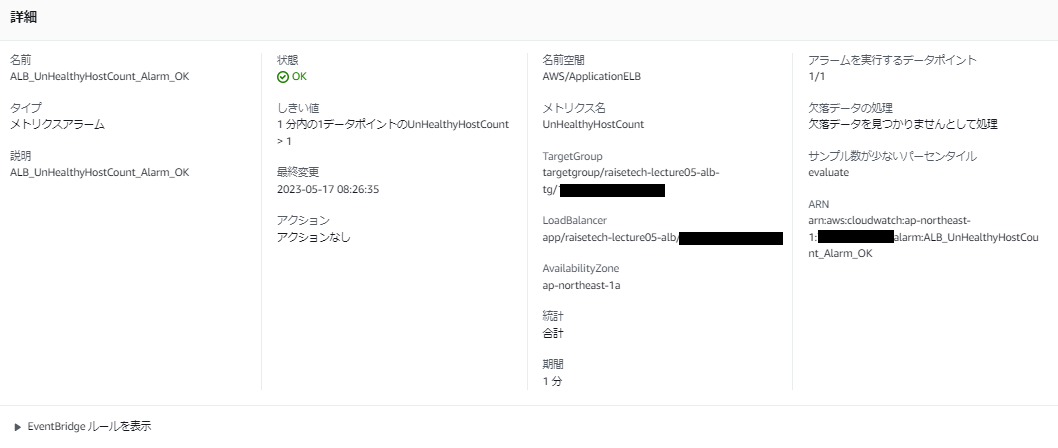 詳細
名前
ALB_UnHealthyHostCount_Alarm_OK
タイプ
メトリクスアラーム
説明
ALB_UnHealthyHostCount_Alarm_OK
状態
OK
しきい値
1 分内の1データポイントのUnHealthyHostCount
> 1
最終変更
2023-05-17 08:26:35
アクション
アクションなし
名前空間
AWS/ApplicationELB
メトリクス名
UnHealthyHostCount
TargetGroup
targetgroup/raisetech-lecture05-alb-
tg/
LoadBalancer
app/raisetech-lecture05-alb/
AvailabilityZone
ap-northeast-1a
統計
合計
期間
1 分
アラームを実行するデータポイント
1/1
欠落データの処理
欠落データを見つかりませんとして処理
サンプル数が少ないパーセンタイル
evaluate
ARN
arn:aws:cloudwatch:ap-northeast-
1:alarm:ALB_UnHealthyHostCou
nt_Alarm_OK
EventBridge ルールを表示